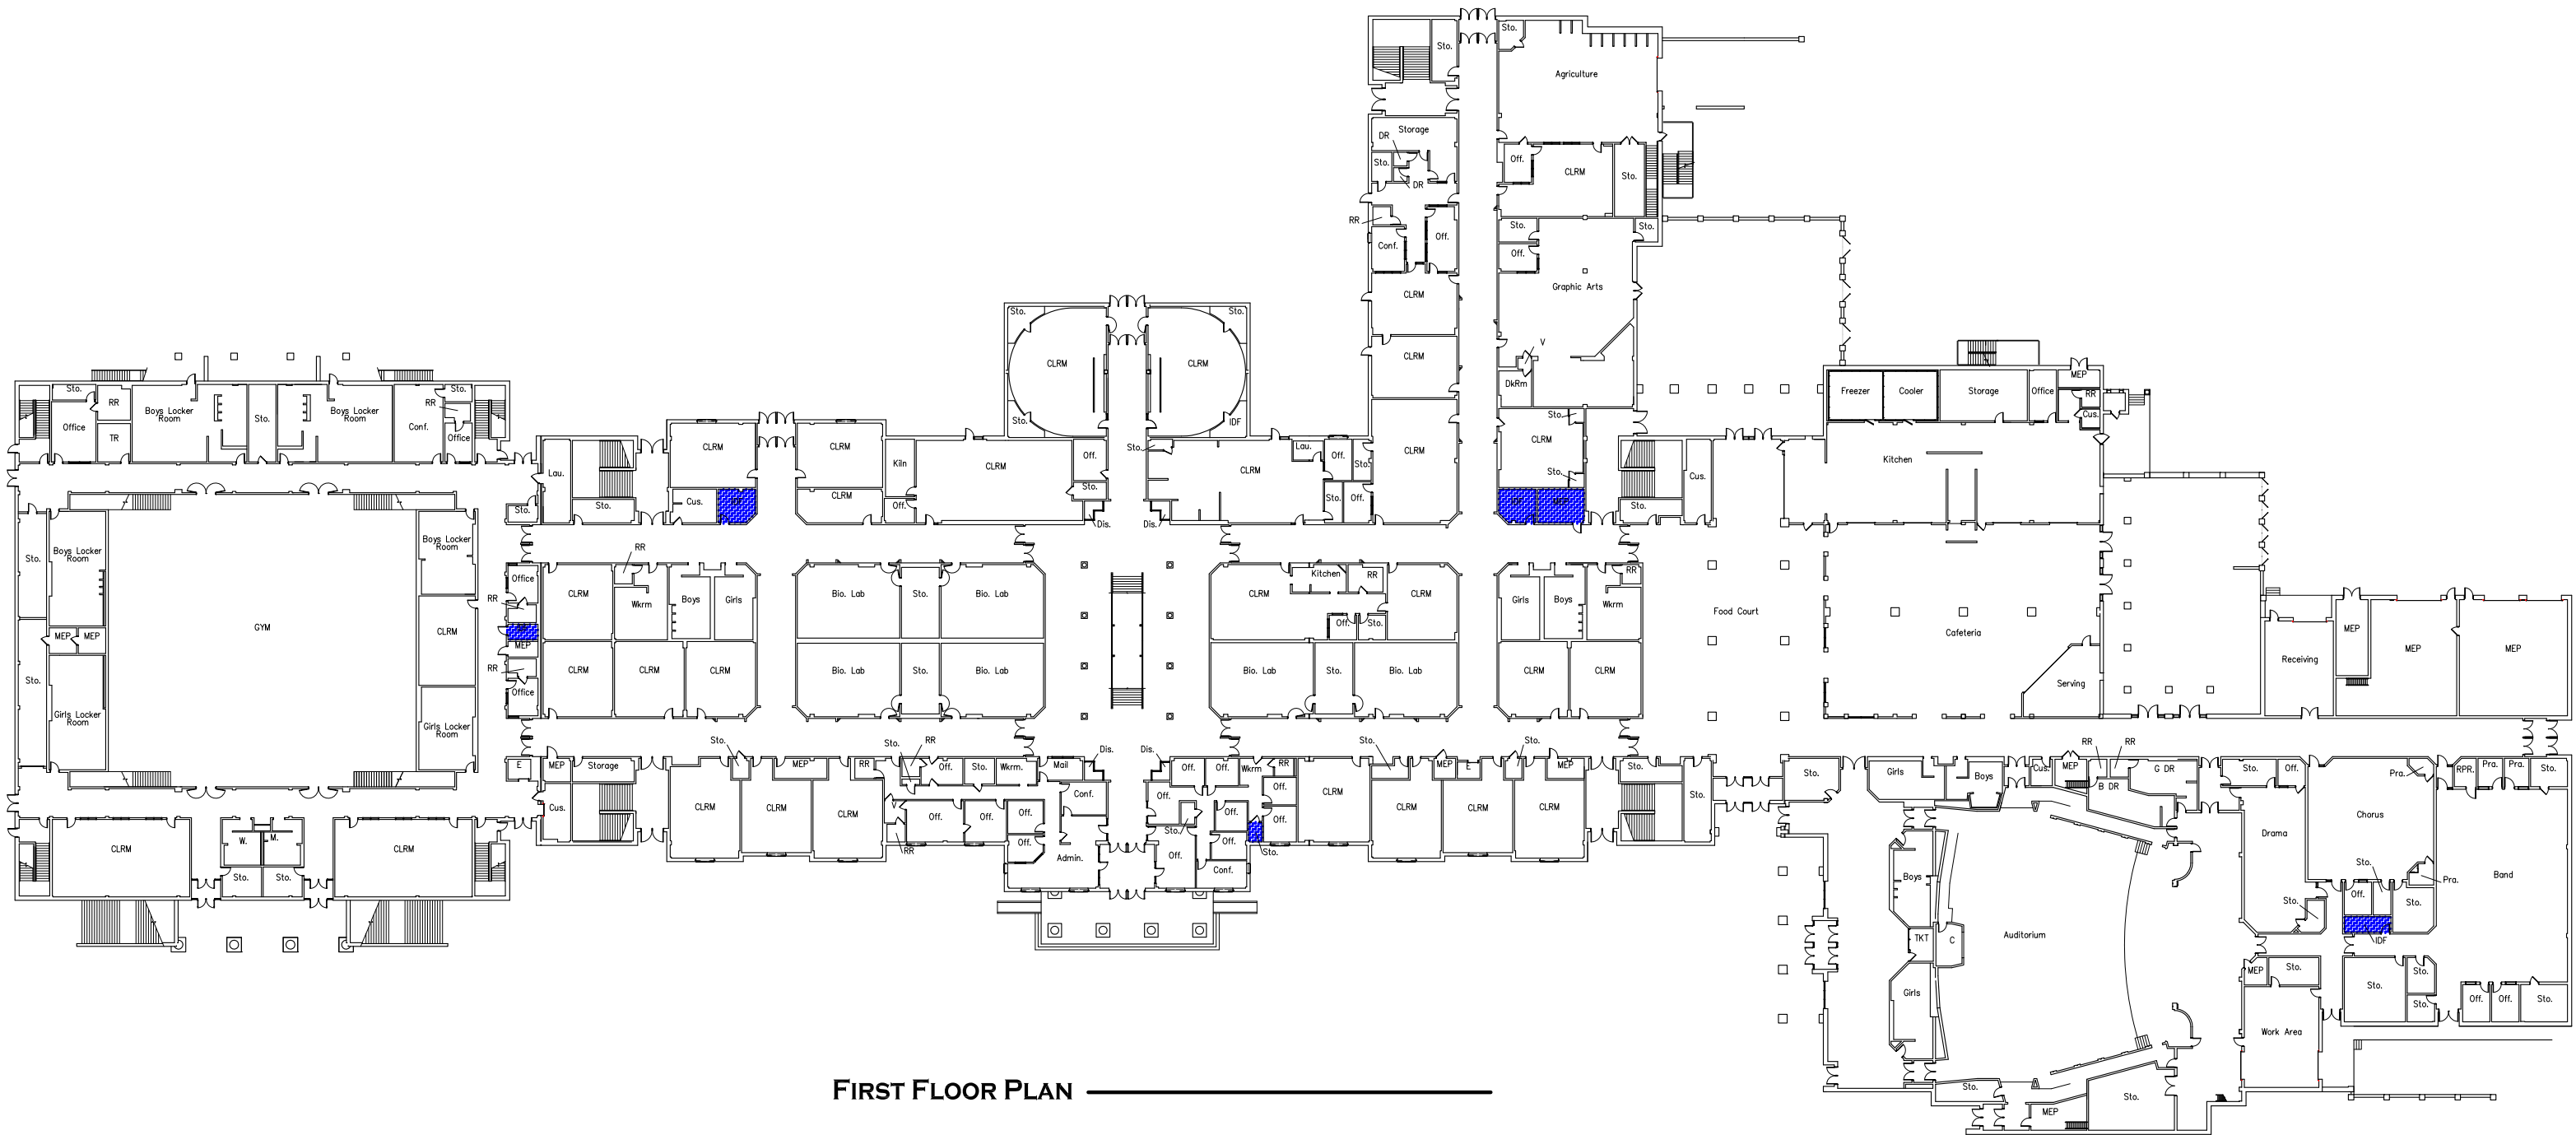 Sto.
Sto.
Agriculture
Storage
DR
Sto.
DR
Off.
CLRM
Sto.
RR
Conf.
Off.
Sto.
Off.
Sto.
Graphic Arts
CLRM
V
CLRM
DkRm
Sto.
CLRM
Sto.
CLRM
Sto.
CLRM
Sto.
CLRM
IDF
Sto.
RR
Boys Locker
Room
Sto.
Boys Locker
Room
Conf.
Sto.
RR
Office
TR
Office
Freezer
Cooler
Storage
Office
MEP
RR
Cus.
Kitchen
Lau.
Sto.
Sto.
CLRM
Cus.
CLRM
CLRM
Kiln
Off.
CLRM
Off.
Sto.
Dis.
Sto.
Dis.
CLRM
Lau.
Off.
Sto.
Sto.
Off.
Sto.
Cus.
Sto.
Boys Locker
Room
MEP
MEP
Sto.
Girls Locker
Room
GYM
Boys Locker
Room
CLRM
Girls Locker
Room
Office
RR
MEP
RR
Office
CLRM
RR
Wkrm
Boys
Girls
CLRM
CLRM
CLRM
Bio. Lab
Sto.
Bio. Lab
Bio. Lab
Sto.
Bio. Lab
CLRM
Kitchen
RR
CLRM
Off.
Sto.
Bio. Lab
Sto.
Bio. Lab
Girls
Boys
RR
Wkrm
CLRM
CLRM
Food Court
Cafeteria
Serving
Receiving
MEP
MEP
MEP
E
MEP
Storage
Cus.
Sto.
CLRM
MEP
CLRM
RR
CLRM
Sto.
RR
Off.
Sto.
Wkrm.
Mail
Dis.
Conf.
Off.
Off.
Off.
Off.
RR
Admin.
Dis.
Off.
Off.
Wkrm
RR
Off.
Off.
Sto.
Off.
Off.
Off.
Off.
Conf.
Sto.
CLRM
Sto.
CLRM
MEP
E
CLRM
Sto.
MEP
CLRM
Sto.
Sto.
Sto.
Girls
Boys
Cus.
MEP
RR
RR
B DR
G DR
Sto.
Off.
Drama
Chorus
Pra.
RPR.
Pra.
Pra.
Sto.
Band
Pra.
Sto.
Off.
Sto.
Sto.
IDF
Boys
TKT
C
Girls
Auditorium
MEP
Sto.
Sto.
Sto.
Sto.
Off.
Off.
Sto.
Work Area
Sto.
MEP
Sto.
CLRM
W.
M.
Sto.
Sto.
CLRM
FIRST FLOOR PLAN